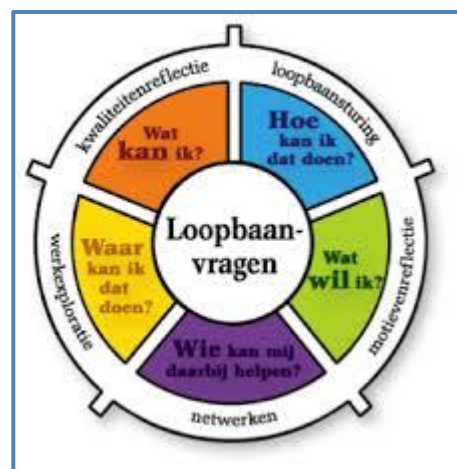 kwaliteitenreflectie
loopbaansturing
Wat
kan ik?
Hoe
kan ik
dat doen?
Loopbaan-
vragen
Waar
kan ik
dat
doen?
Wat
wil ik?
werkexploratie
motievenreflectie
Wie kan mij
daarbij helpen?
netwerken